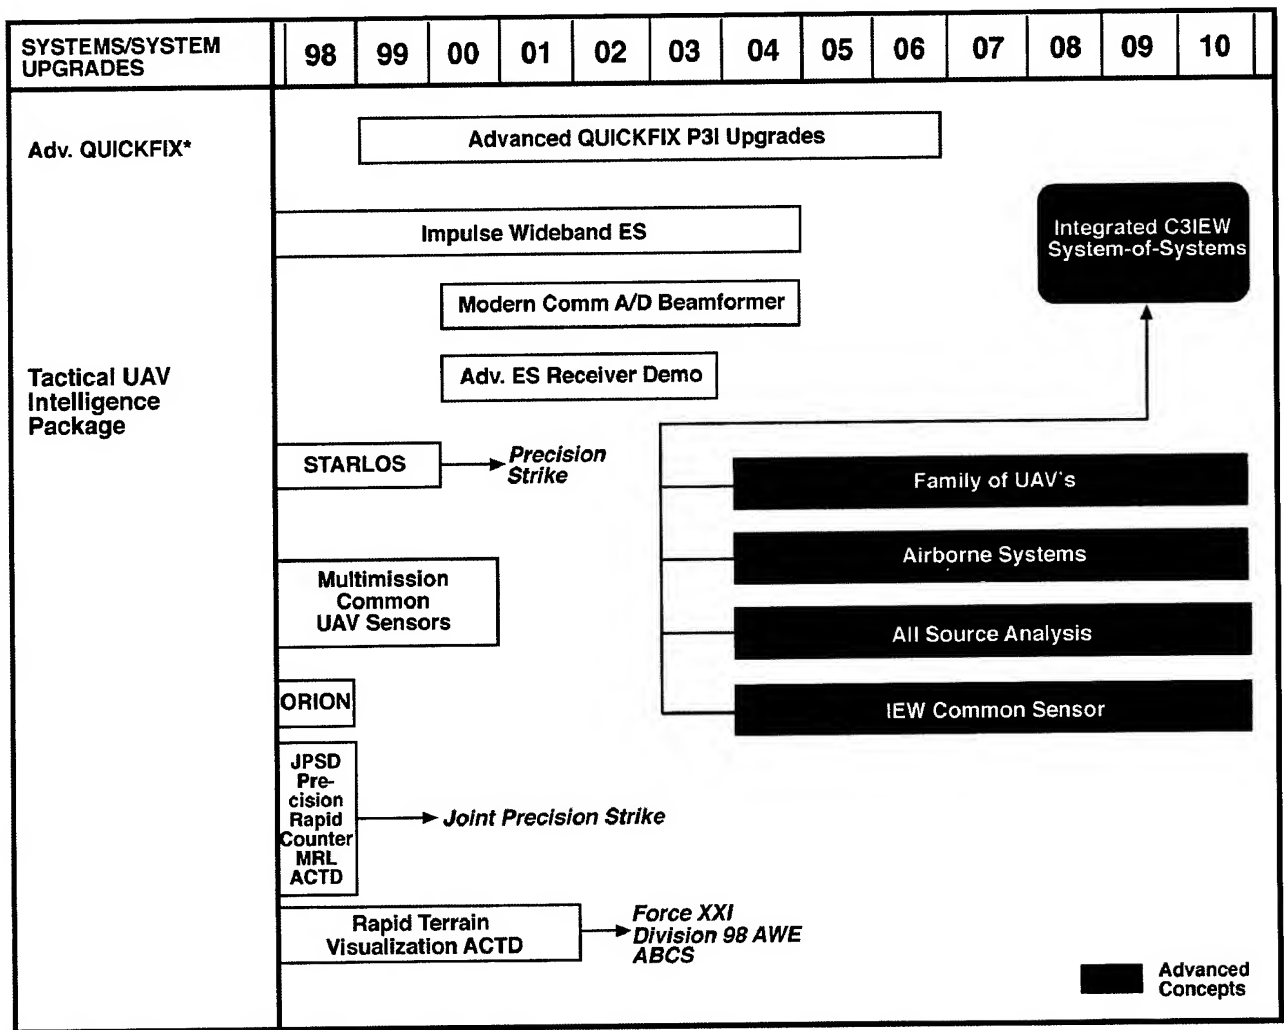 SYSTEMS/SYSTEM
UPGRADES
98 99 00 01 02 03 04 05 06 07 08 09 10
Adv. QUICKFIX*
Advanced QUICKFIX P3I Upgrades
Impulse Wideband ES
Integrated C3IEW
System-of-Systems
Modern Comm A/D Beamformer
Tactical UAV
Intelligence
Package
Adv. ES Receiver Demo
STARLOS
Precision
Strike
Family of UAV's
Airborne Systems
Multimission
Common
UAV Sensors
All Source Analysis
ORION
IEW Common Sensor
JPSD
Pre-
cision
Rapid
Counter
MRL
ACTD
Joint Precision Strike
Rapid Terrain
Visualization ACTD
Force XXI
Division 98 AWE
ABCS
Advanced
Concepts